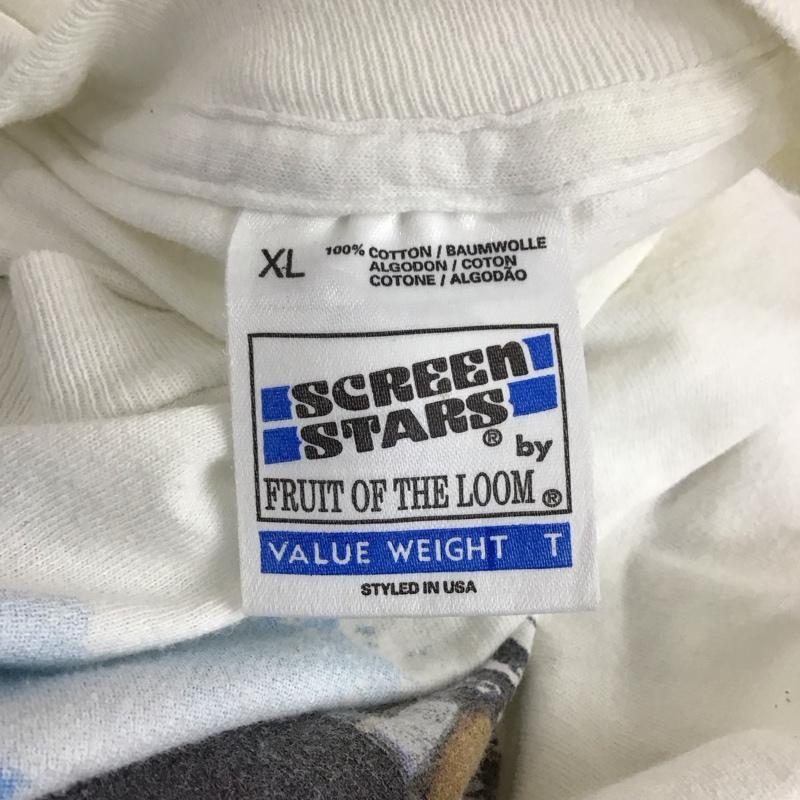 XL 100% COTTON / BAUMWOLLE
ALGODON / COTON
COTONE / ALGODÃO
SCREEN
STARS® by
FRUIT OF THE LOOM®
VALUE WEIGHT T
STYLED IN USA